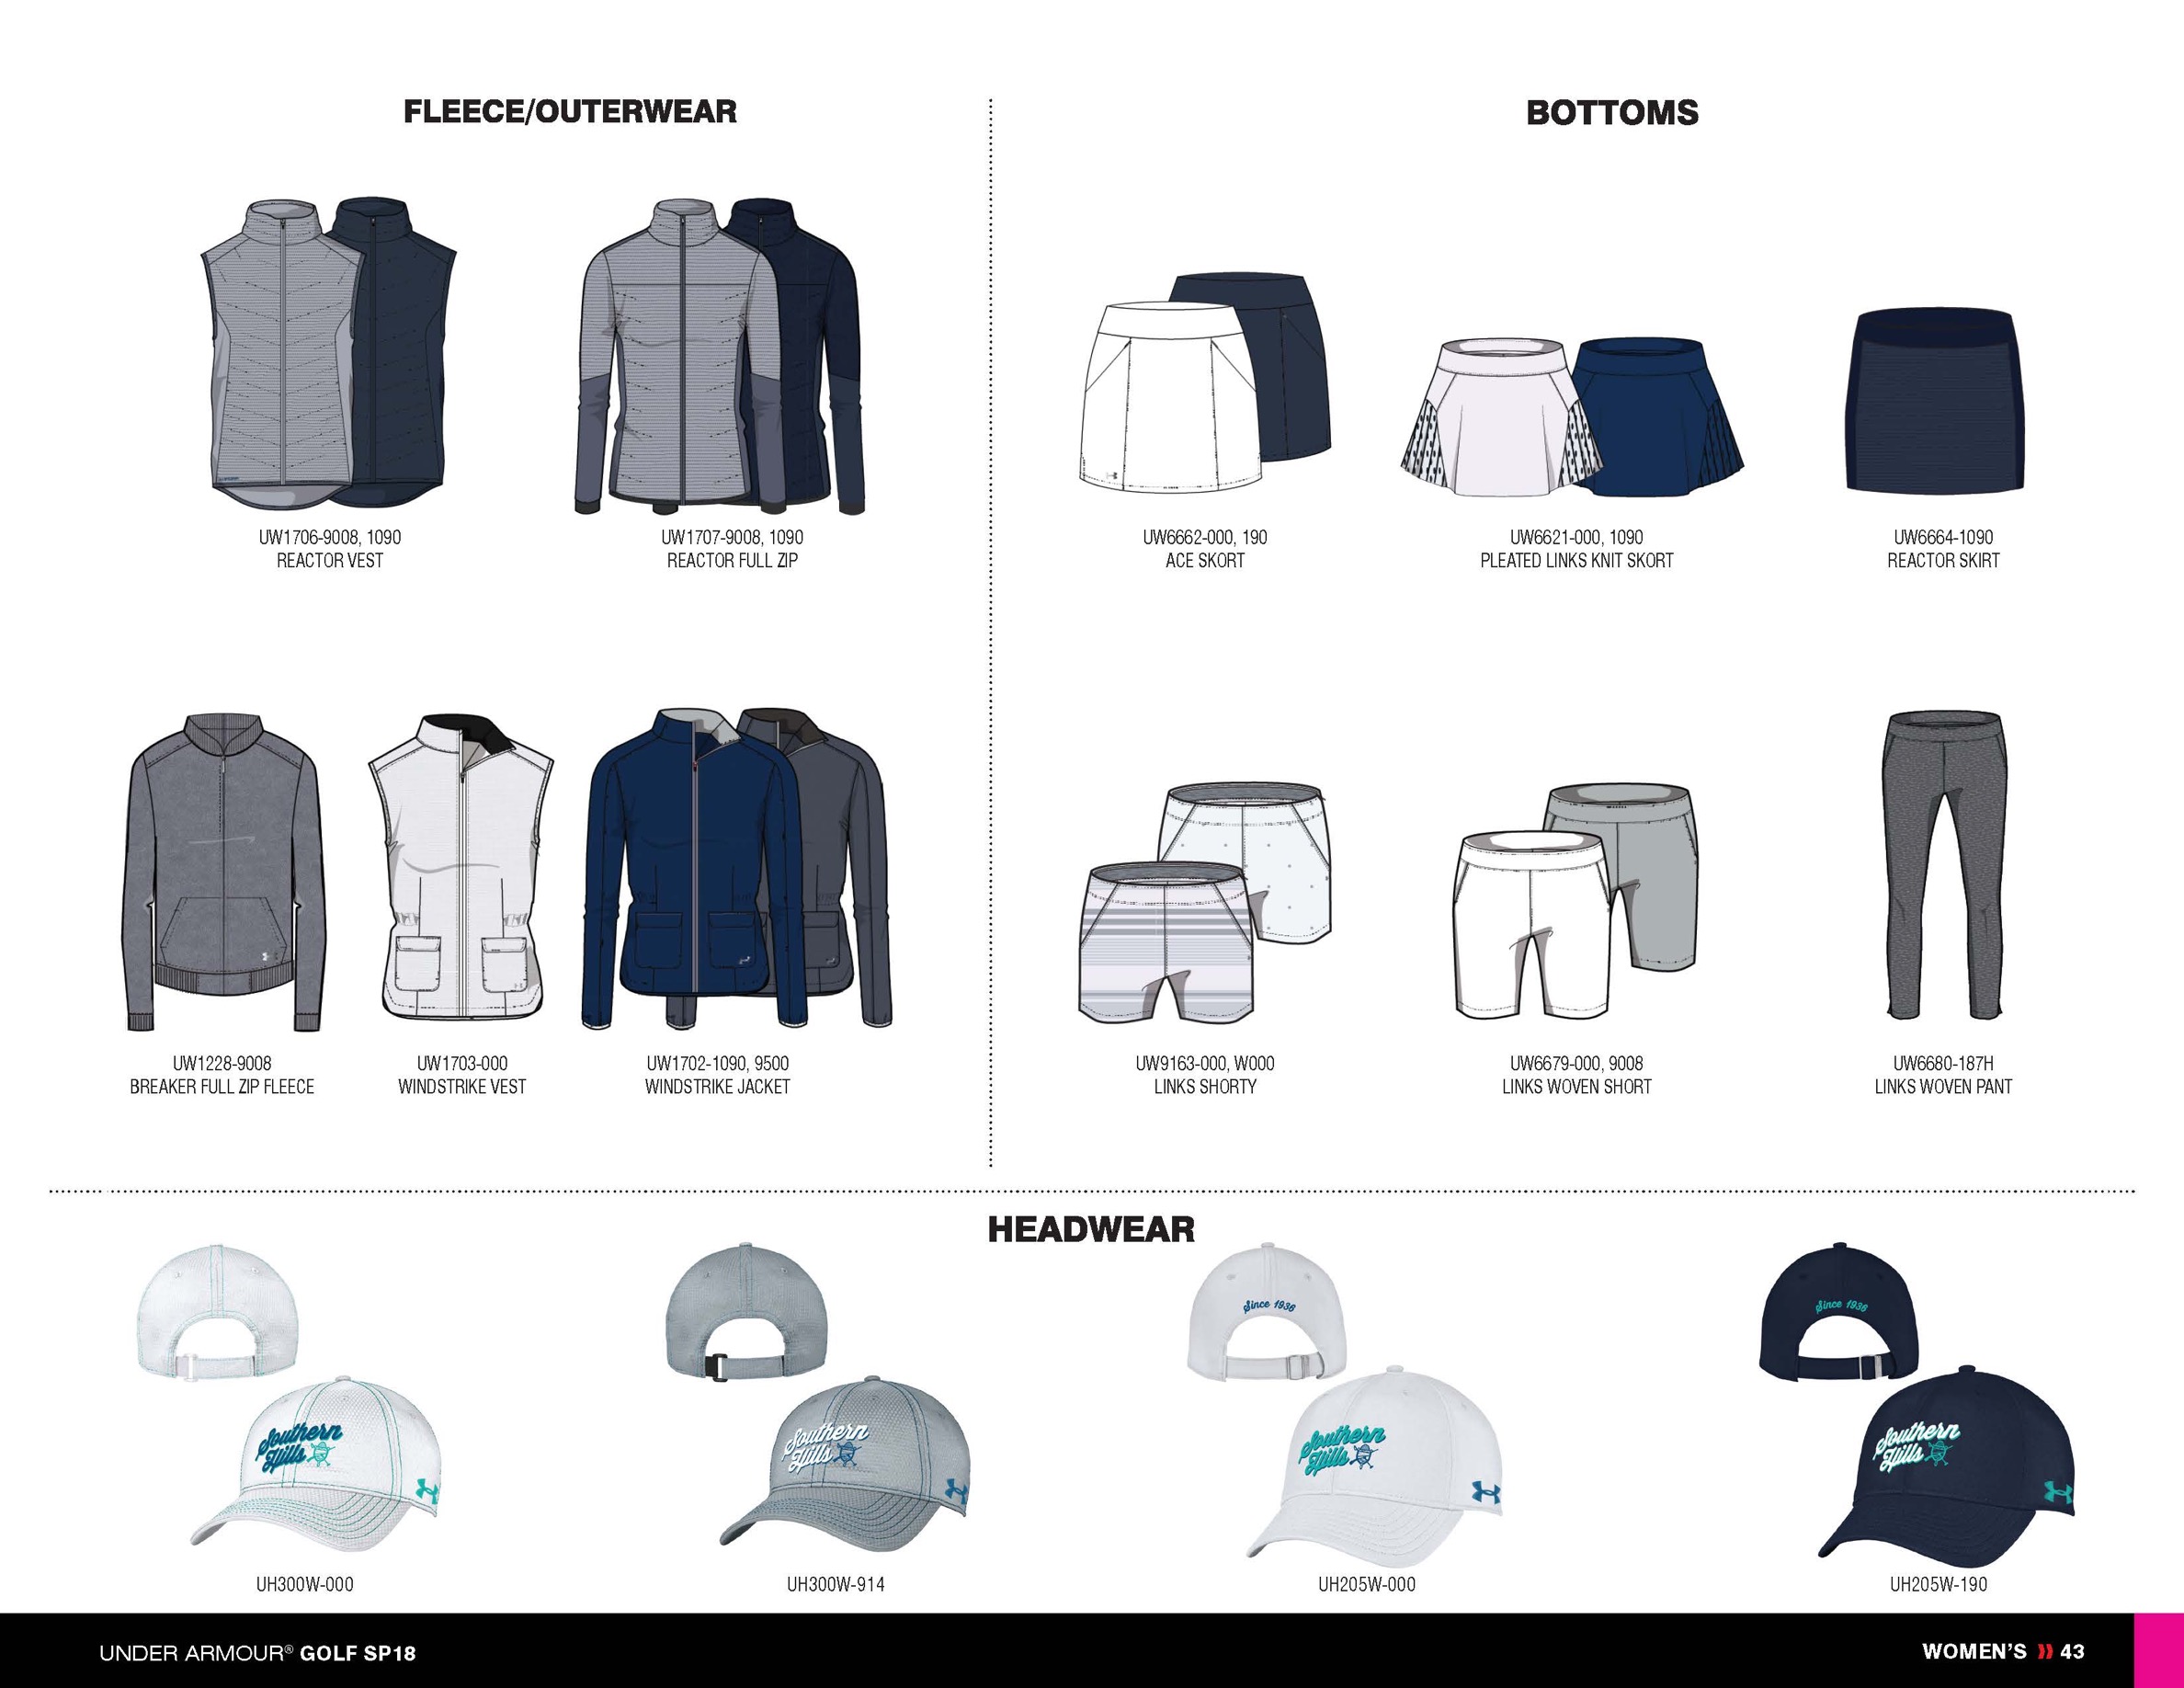 FLEECE/OUTERWEAR
BOTTOMS
UW1706-9008, 1090
REACTOR VEST
UW1707-9008, 1090
REACTOR FULL ZIP
UW6662-000, 190
ACE SKORT
UW6621-000, 1090
PLEATED LINKS KNIT SKORT
UW6664-1090
REACTOR SKIRT
UW1228-9008
BREAKER FULL ZIP FLEECE
UW1703-000
WINDSTRIKE VEST
UW1702-1090, 9500
WINDSTRIKE JACKET
UW9163-000, W000
LINKS SHORTY
UW6679-000, 9008
LINKS WOVEN SHORT
UW6680-187H
LINKS WOVEN PANT
HEADWEAR
Southern
Hills
UH300W-000
Southern
Hills
UH300W-914
Since 1936
Southern
Hills
UH205W-000
Since 1936
Southern
Hills
UH205W-190
UNDER ARMOUR® GOLF SP18
WOMEN'S 43